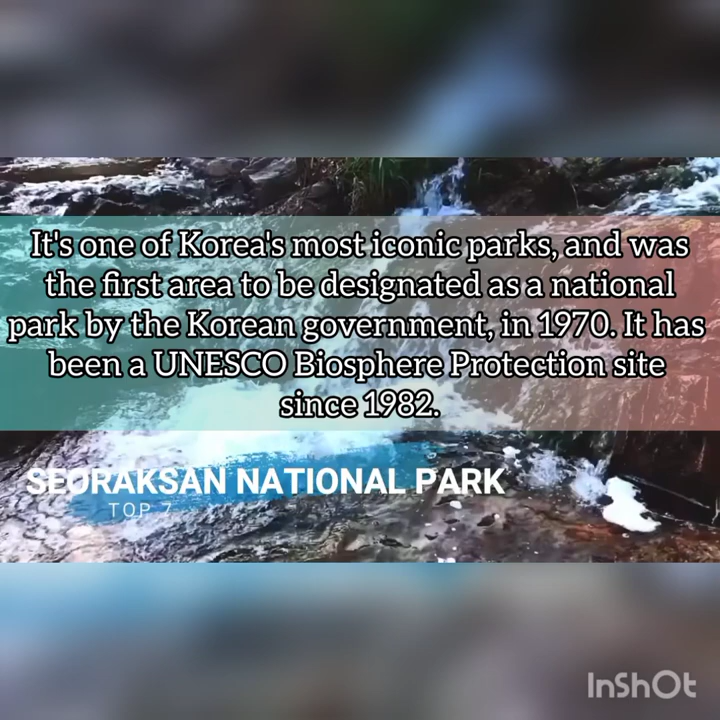 It's one of Korea's most iconic parks, and was
the first area to be designated as a national
park by the Korean government, in 1970. It has
been a UNESCO Biosphere Protection site
since 1982.
SEORAKSAN NATIONAL PARK
TOP 7
InShOt